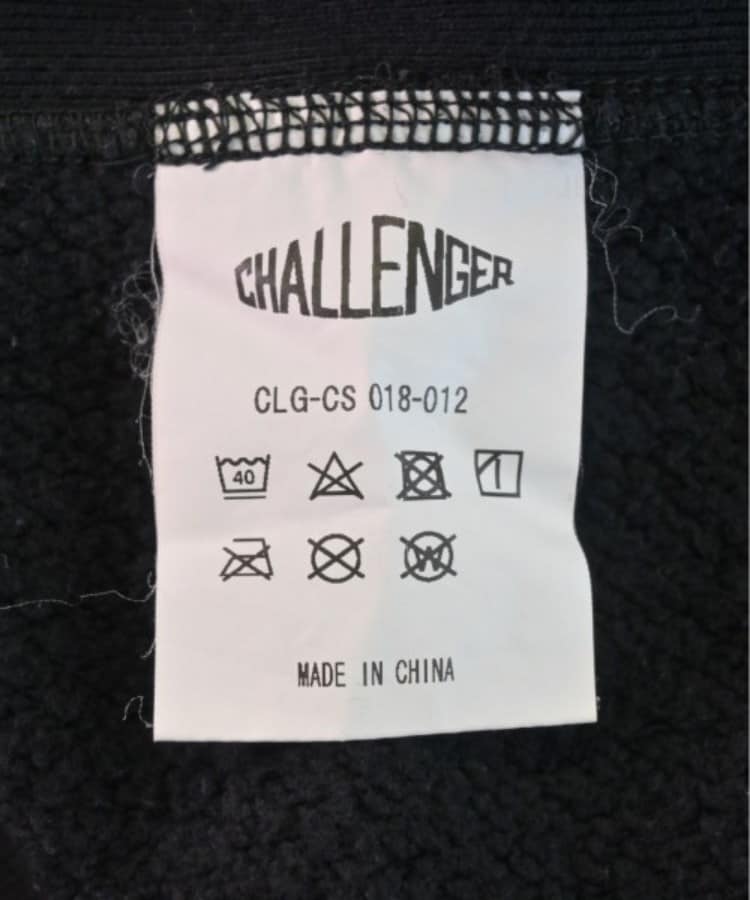 CHALLENGER
CLG-CS 018-012
40
W
MADE IN CHINA